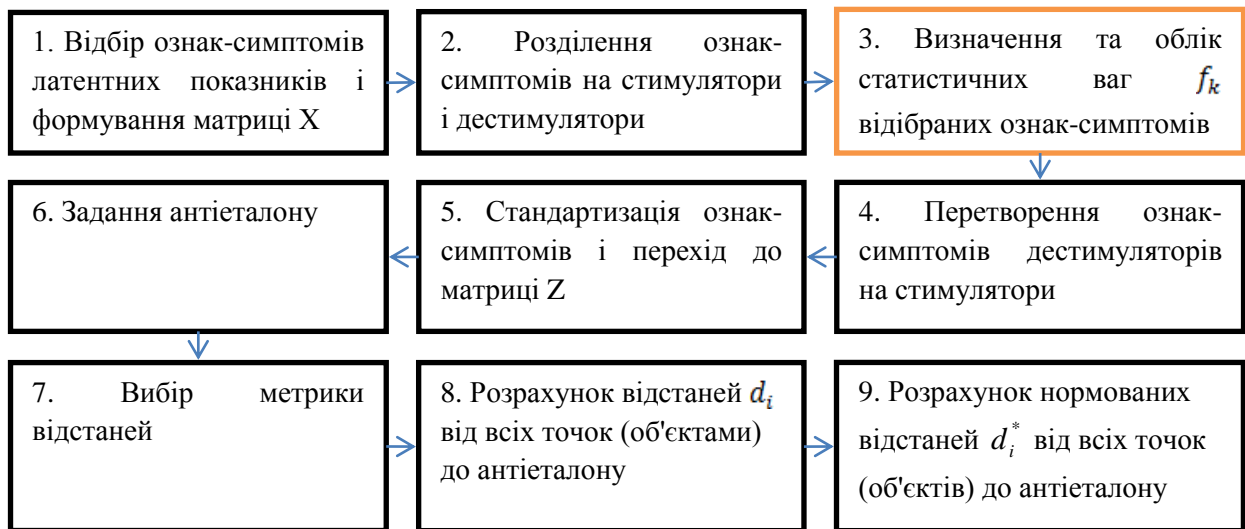 1. Відбір ознак-симптомів
латентних показників і
формування матриці X
2. Розділення ознак-
симптомів на стимулятори
і дестимулятори
3. Визначення та облік
статистичних ваг f_k
відібраних ознак-симптомів
6. Задання антіеталону
5. Стандартизація ознак-
симптомів і перехід до
матриці Z
4. Перетворення ознак-
симптомів дестимуляторів
на стимулятори
7. Вибір метрики
відстаней
8. Розрахунок відстаней d_i
від всіх точок (об'єктами)
до антіеталону
9. Розрахунок нормованих
відстаней d_i^* від всіх точок
(об'єктів) до антіеталону